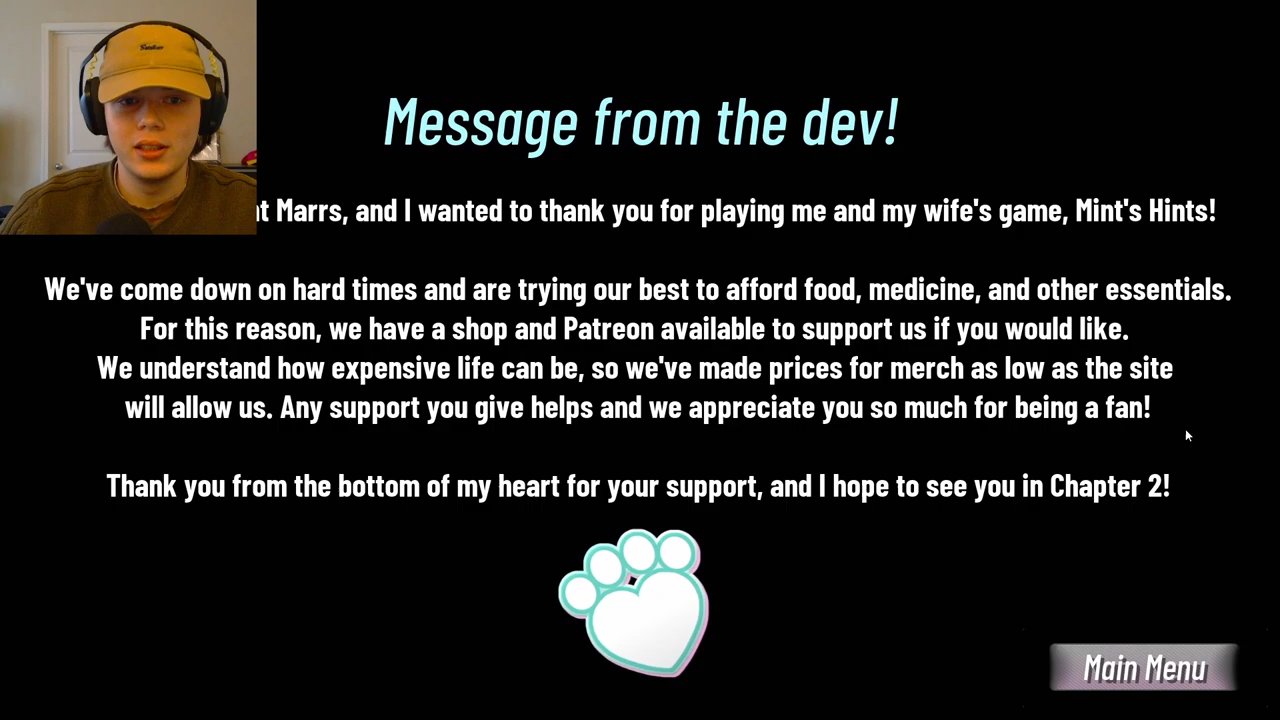 Message from the dev!
Marrs, and I wanted to thank you for playing me and my wife's game, Mint's Hints!
We've come down on hard times and are trying our best to afford food, medicine, and other essentials.
For this reason, we have a shop and Patreon available to support us if you would like.
We understand how expensive life can be, so we've made prices for merch as low as the site
will allow us. Any support you give helps and we appreciate you so much for being a fan!
Thank you from the bottom of my heart for your support, and I hope to see you in Chapter 2!
Main Menu